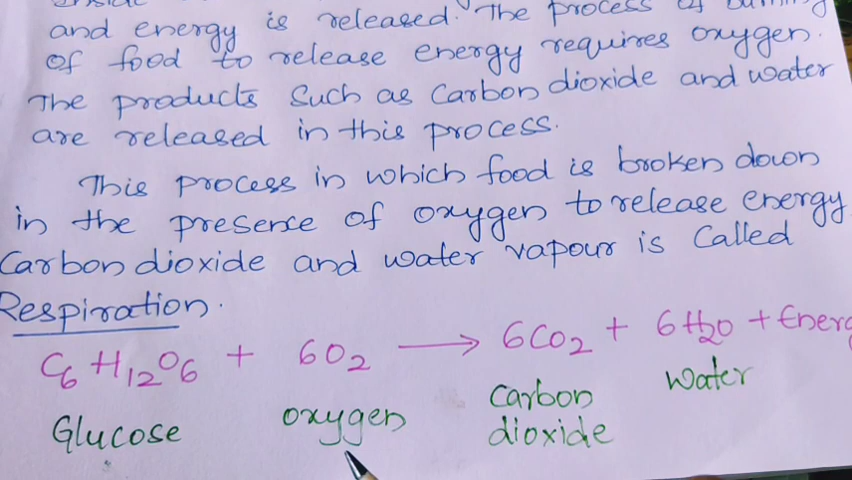 and energy is released. The process of
of food to release energy requires oxygen.
The products Such as Carbon dioxide and water
are released in this process.
This process in which food is broken down
in the presence of oxygen to release energy
Carbon dioxide and water vapour is Called
Respiration.
C6H12O6 + 6O2 → 6CO2 + 6H2O + Energ
Glucose oxygen Carbon dioxide Water